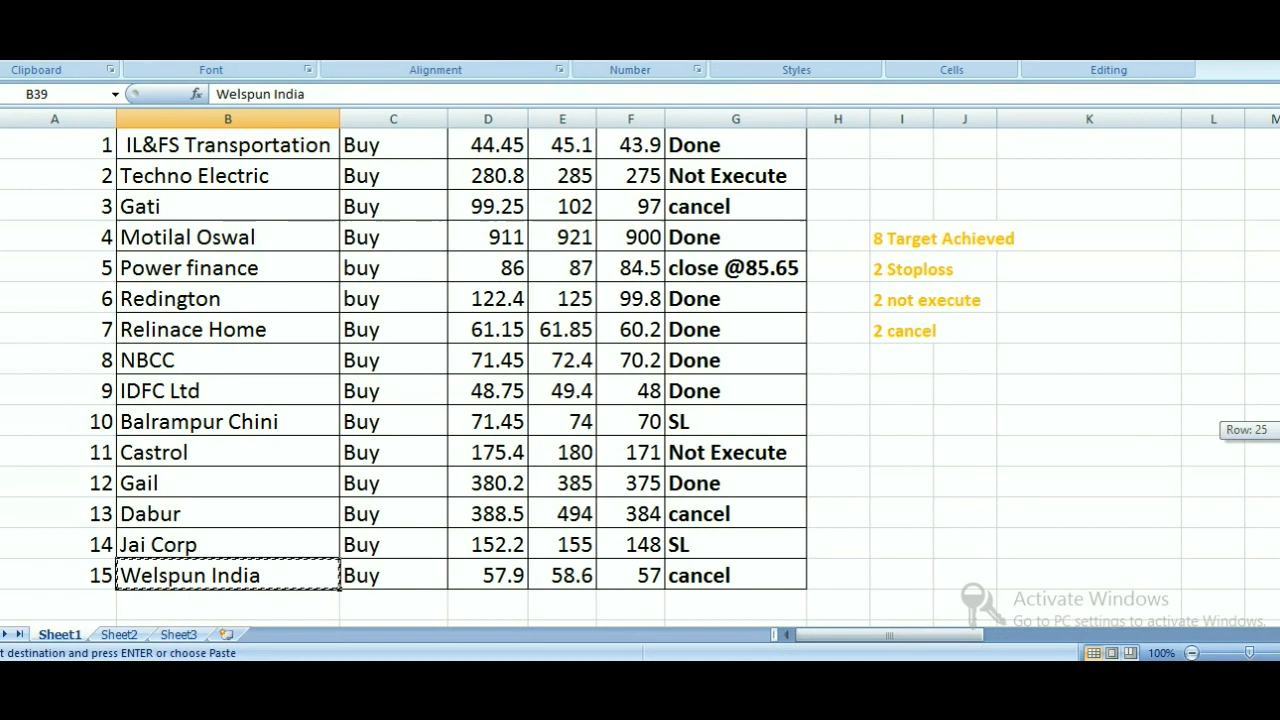 Clipboard Font Alignment Number Styles Cells Editing
B39 fx Welspun India
A B C D E F G H I J K L M
1 IL&FS Transportation Buy 44.45 45.1 43.9 Done
2 Techno Electric Buy 280.8 285 275 Not Execute
3 Gati Buy 99.25 102 97 cancel
4 Motilal Oswal Buy 911 921 900 Done 8 Target Achieved
5 Power finance buy 86 87 84.5 close @85.65 2 Stoploss
6 Redington buy 122.4 125 99.8 Done 2 not execute
7 Relinace Home Buy 61.15 61.85 60.2 Done 2 cancel
8 NBCC Buy 71.45 72.4 70.2 Done
9 IDFC Ltd Buy 48.75 49.4 48 Done
10 Balrampur Chini Buy 71.45 74 70 SL
Row: 25
11 Castrol Buy 175.4 180 171 Not Execute
12 Gail Buy 380.2 385 375 Done
13 Dabur Buy 388.5 494 384 cancel
14 Jai Corp Buy 152.2 155 148 SL
15 Welspun India Buy 57.9 58.6 57 cancel
Activate Windows
Go to PC settings to activate Windows.
Sheet1 Sheet2 Sheet3
t destination and press ENTER or choose Paste 100%